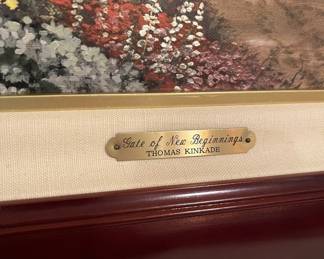 Gate of New Beginnings
THOMAS KINKADE